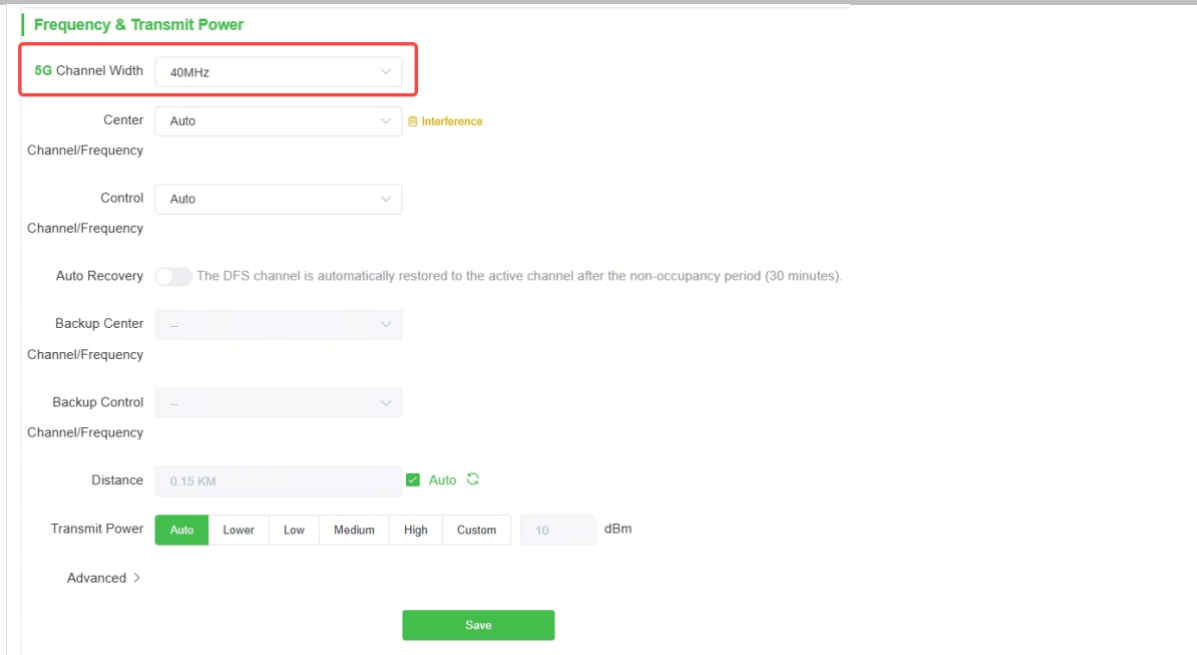 Frequency & Transmit Power
5G Channel Width 40MHz
Center Auto Interference
Channel/Frequency
Control Auto
Channel/Frequency
Auto Recovery The DFS channel is automatically restored to the active channel after the non-occupancy period (30 minutes).
Backup Center --
Channel/Frequency
Backup Control --
Channel/Frequency
Distance 0.15 KM Auto
Transmit Power Auto Lower Low Medium High Custom 10 dBm
Advanced >
Save